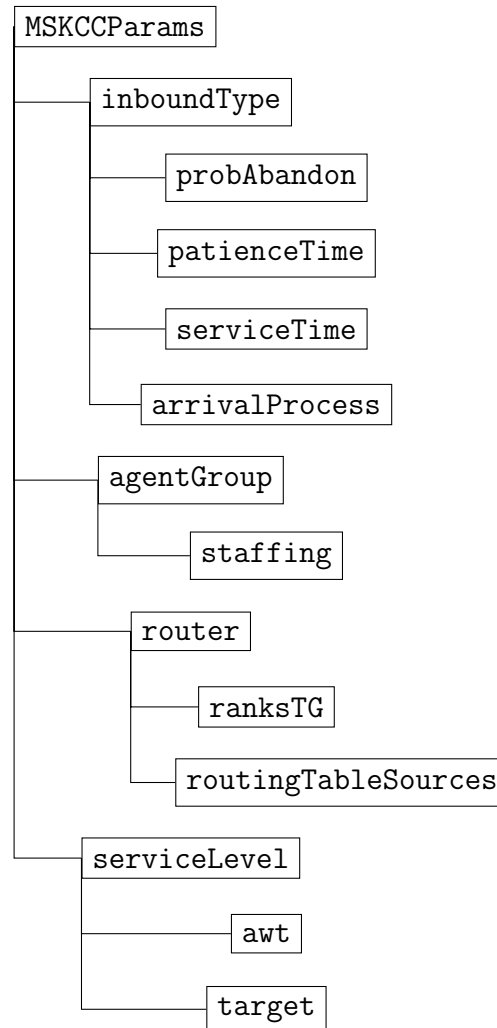 MSKCCParams
inboundType
probAbandon
patienceTime
serviceTime
arrivalProcess
agentGroup
staffing
router
ranksTG
routingTableSources
serviceLevel
awt
target